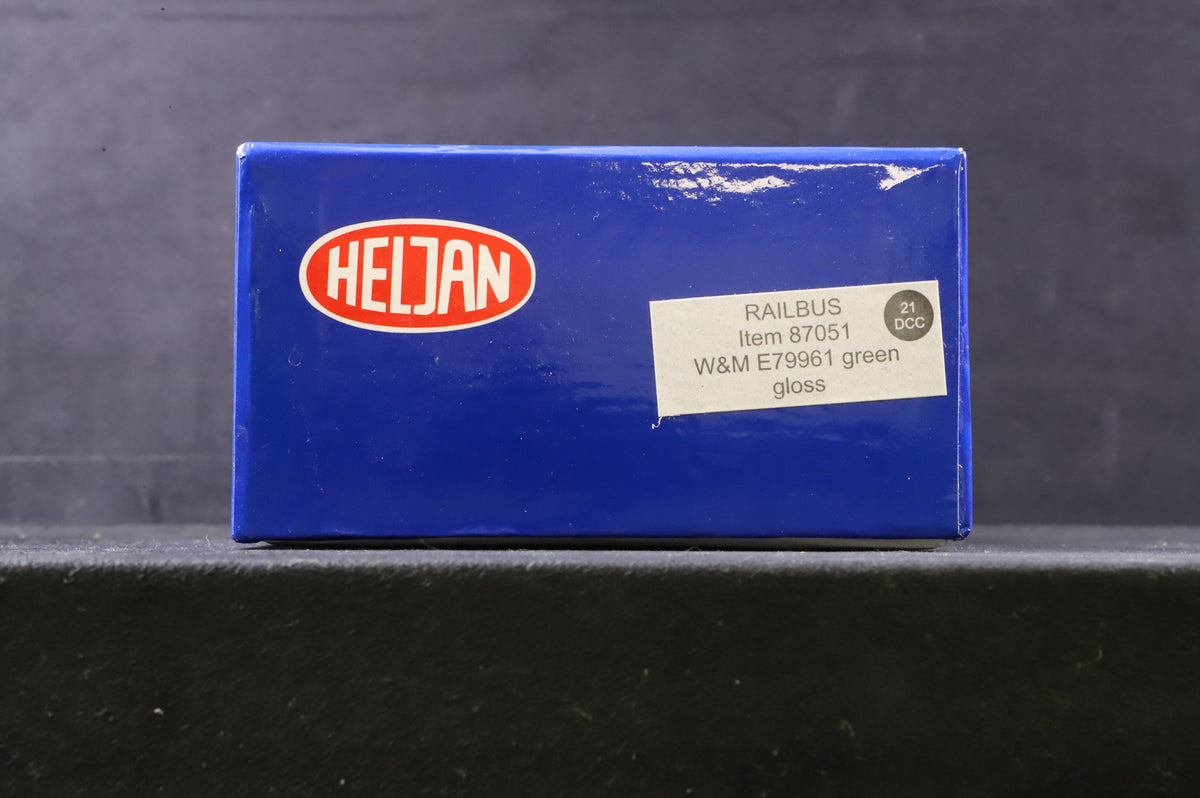 HELJAN
RAILBUS
Item 87051
W&M E79961 green
gloss
21
DCC